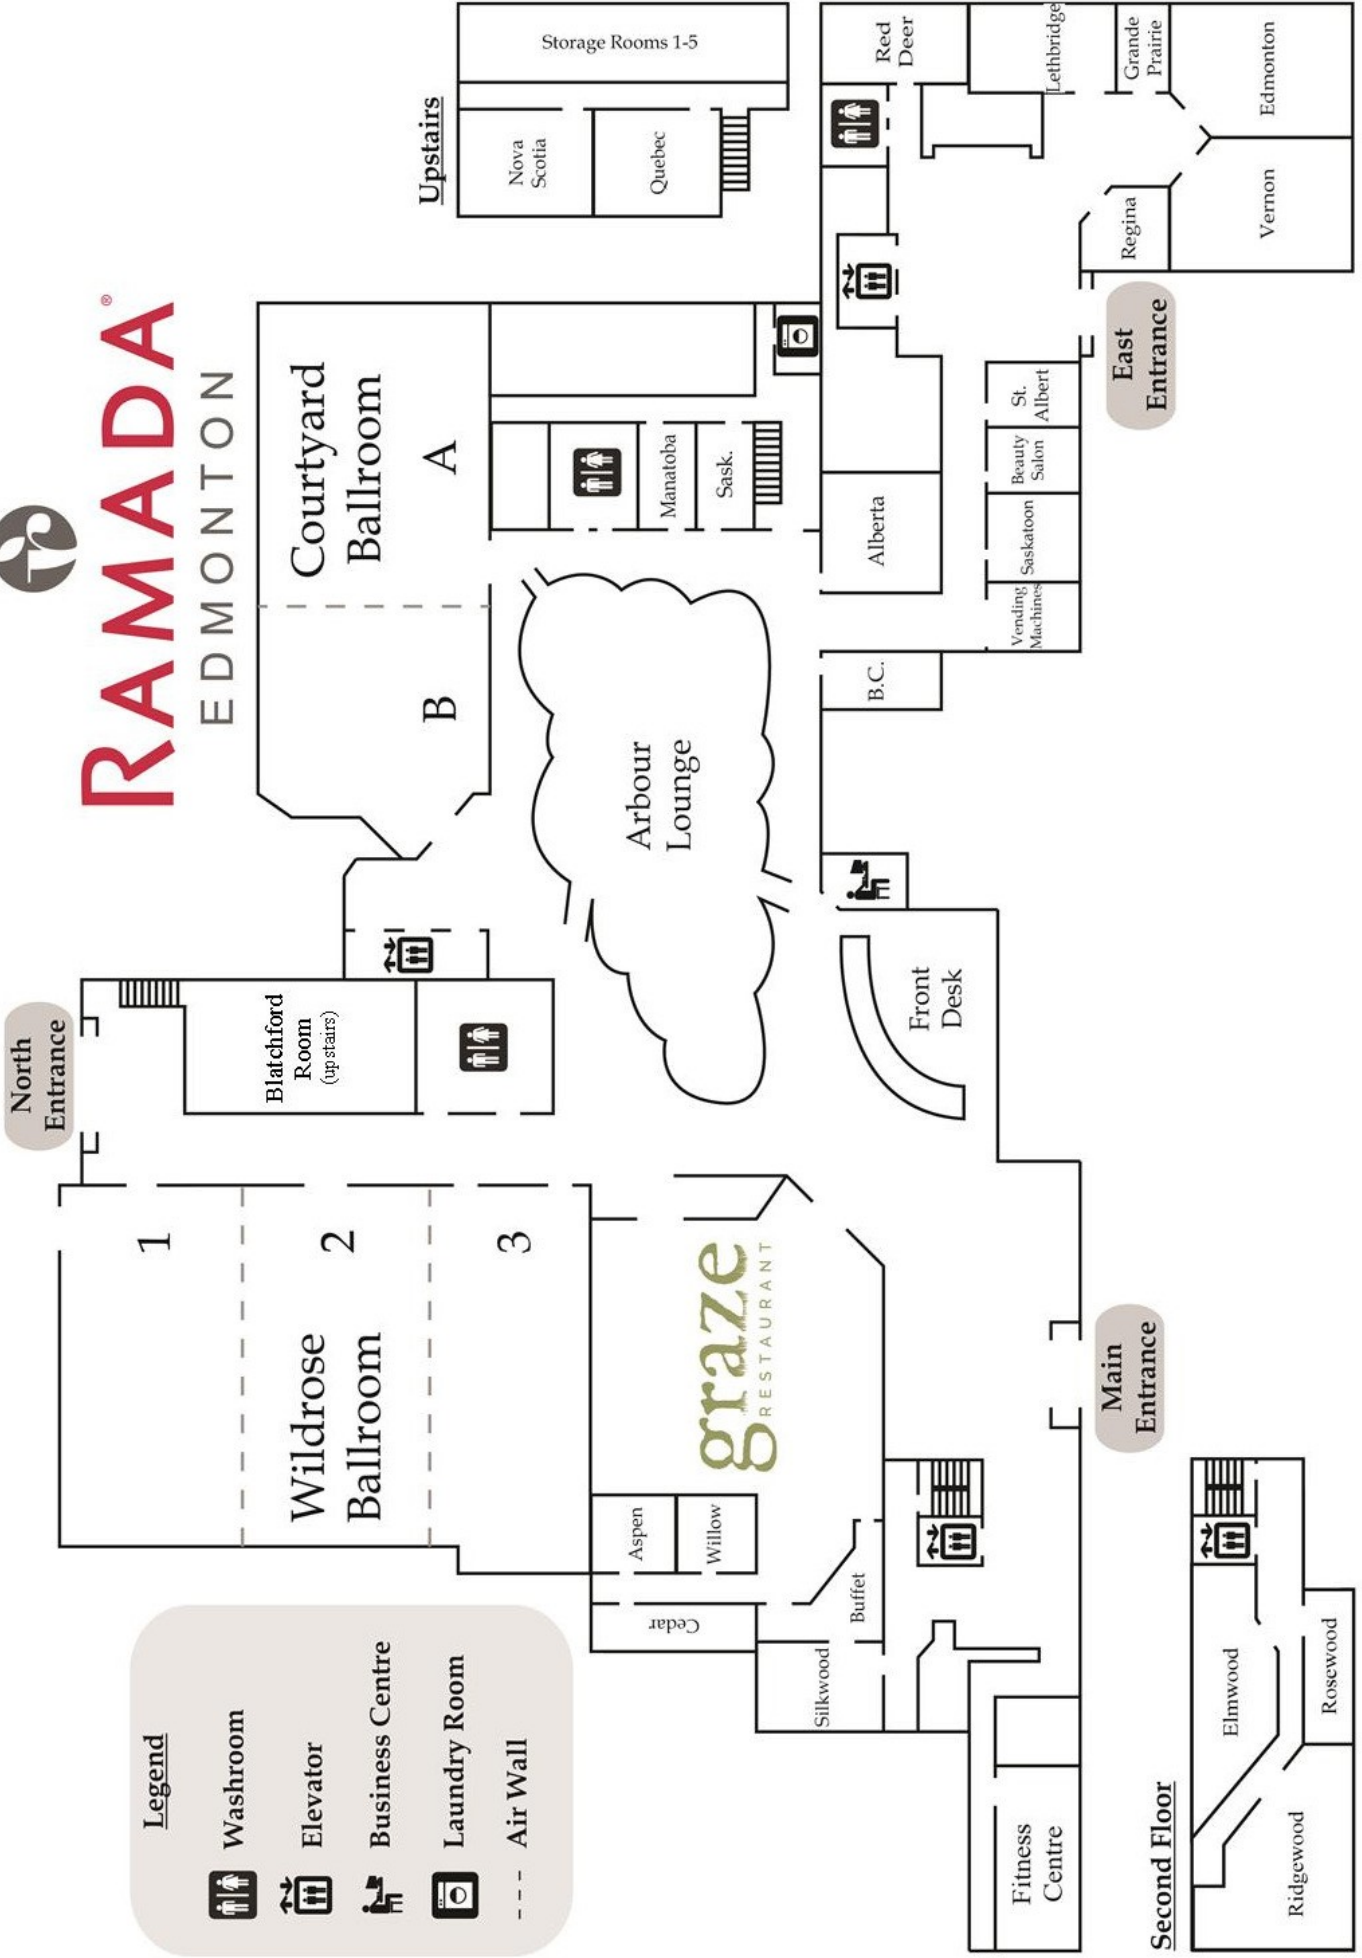 RAMADA®
EDMONTON
Legend
Washroom
Elevator
Business Centre
Laundry Room
Air Wall
North
Entrance
1
2
3
Wildrose
Ballroom
Blatchford
Room
(upstairs)
Courtyard
Ballroom
A
B
Upstairs
Storage Rooms 1-5
Nova
Scotia
Quebec
Manatoba
Sask.
Arbour
Lounge
graze
RESTAURANT
Aspen
Willow
Cedar
Buffet
Silkwood
Front
Desk
B.C.
Alberta
Vending
Machines
Saskatoon
Beauty
Salon
St.
Albert
Red
Deer
Lethbridge
Grande
Prairie
Edmonton
Vernon
Regina
East
Entrance
Main
Entrance
Fitness
Centre
Second Floor
Elmwood
Ridgewood
Rosewood